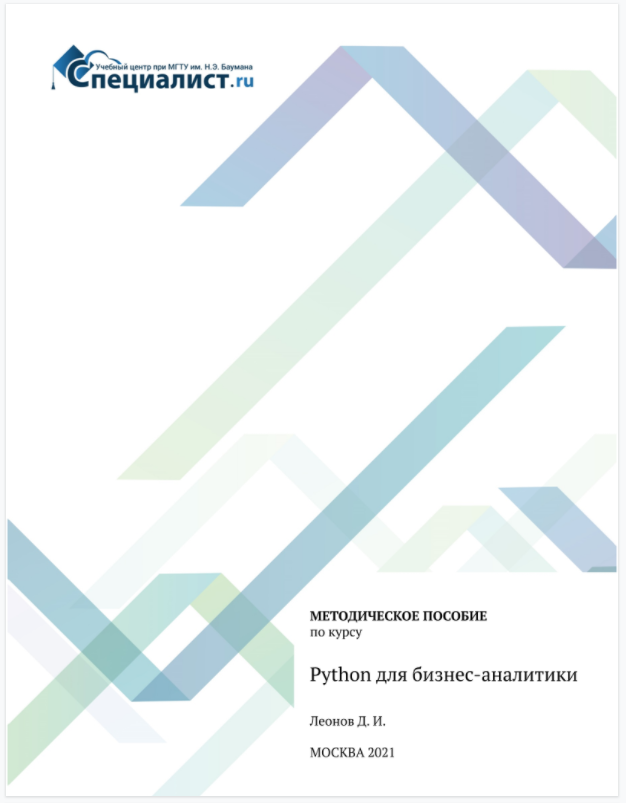 Учебный центр при МГТУ им. Н.Э. Баумана
Специалист.ru
МЕТОДИЧЕСКОЕ ПОСОБИЕ
по курсу
Python для бизнес-аналитики
Леонов Д. И.
МОСКВА 2021